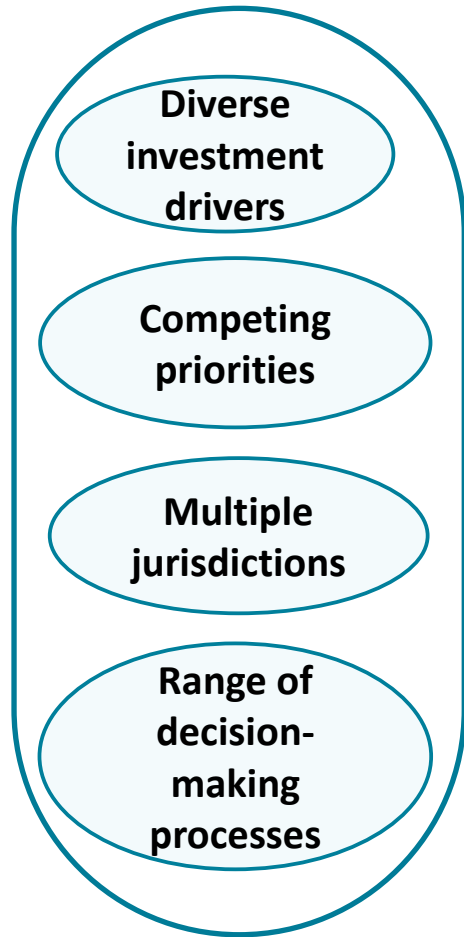 Diverse
investment
drivers
Competing
priorities
Multiple
jurisdictions
Range of
decision-
making
processes